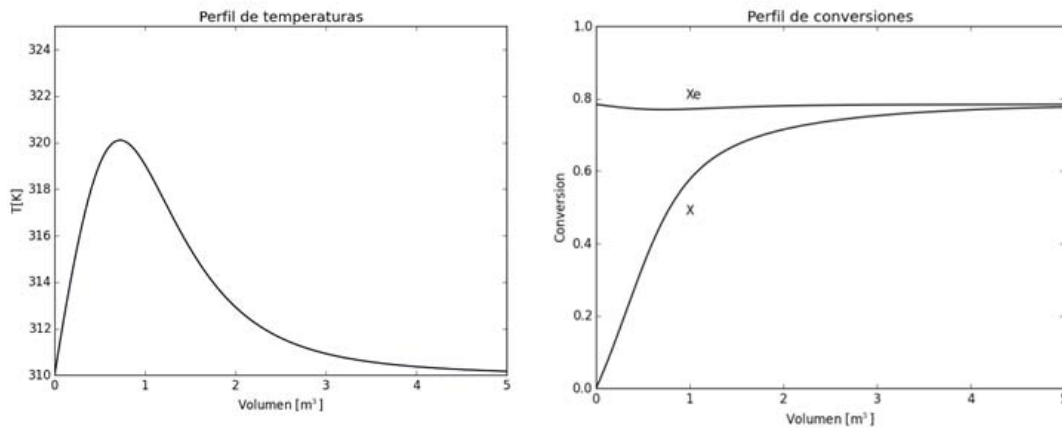 Perfil de temperaturas
324
322
320
318
316
314
312
310
T[K]
0 1 2 3 4 5
Volumen [m³]
Perfil de conversiones
1.0
0.8
0.6
0.4
0.2
0.0
Conversion
Xe
X
0 1 2 3 4 5
Volumen [m³]